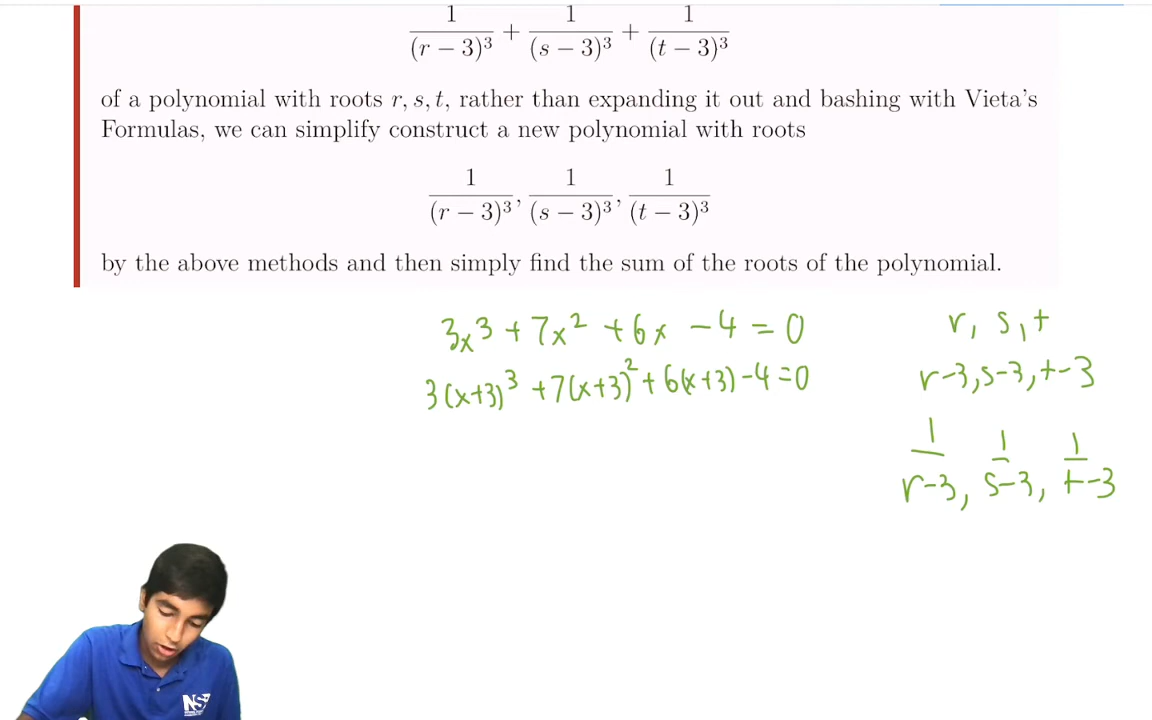 1/(r − 3)³ + 1/(s − 3)³ + 1/(t − 3)³
of a polynomial with roots r, s, t, rather than expanding it out and bashing with Vieta's
Formulas, we can simplify construct a new polynomial with roots
1/(r − 3)³, 1/(s − 3)³, 1/(t − 3)³
by the above methods and then simply find the sum of the roots of the polynomial.
3x³ + 7x² + 6x − 4 = 0
r, s, t
3(x+3)³ + 7(x+3)² + 6(x+3) − 4 = 0
r−3, s−3, t−3
1/r−3, 1/s−3, 1/t−3